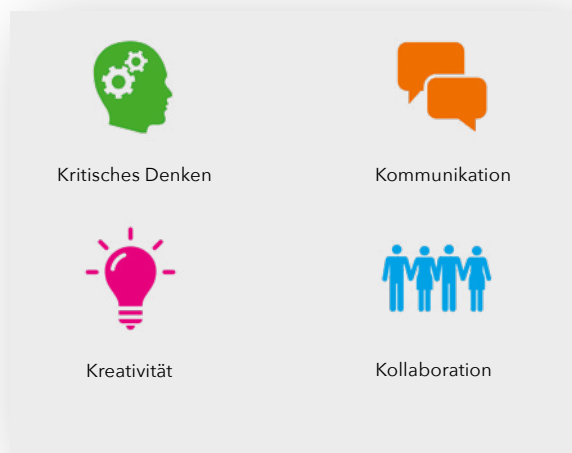 Kritisches Denken
Kommunikation
Kreativität
Kollaboration